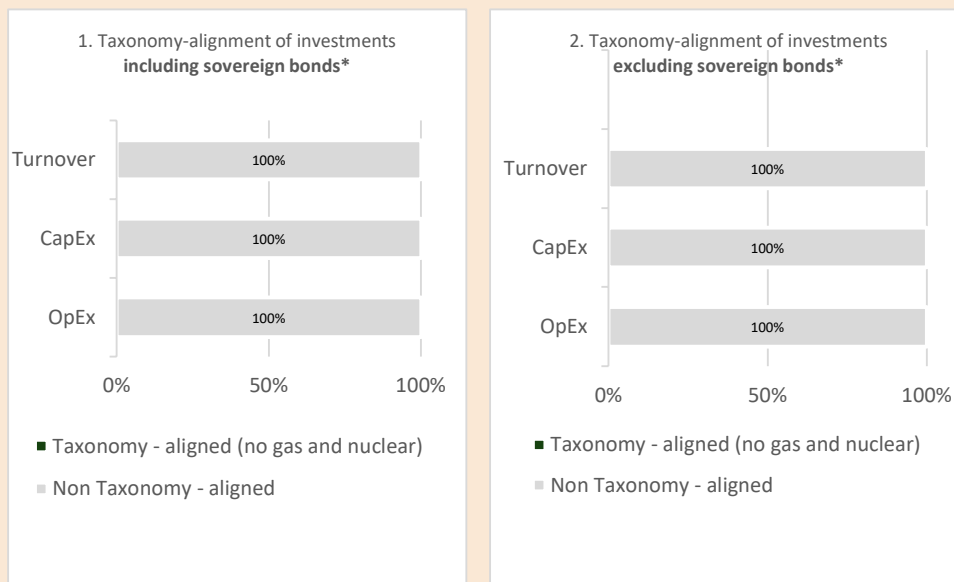 1. Taxonomy-alignment of investments
including sovereign bonds*
Turnover
100%
CapEx
100%
OpEx
100%
0%
50%
100%
■ Taxonomy - aligned (no gas and nuclear)
■ Non Taxonomy - aligned
2. Taxonomy-alignment of investments
excluding sovereign bonds*
Turnover
100%
CapEx
100%
OpEx
100%
0%
50%
100%
■ Taxonomy - aligned (no gas and nuclear)
■ Non Taxonomy - aligned